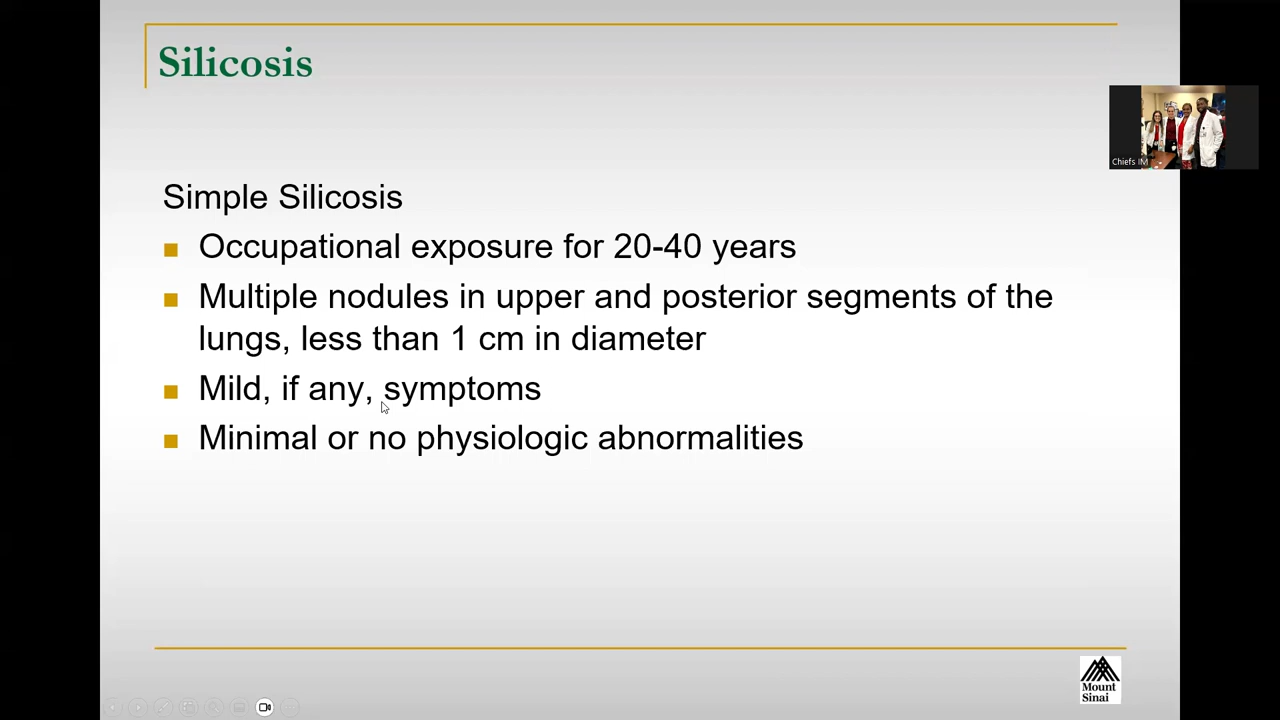 Silicosis
Chiefs IM
Simple Silicosis
Occupational exposure for 20-40 years
Multiple nodules in upper and posterior segments of the
lungs, less than 1 cm in diameter
Mild, if any, symptoms
Minimal or no physiologic abnormalities
Mount
Sinai